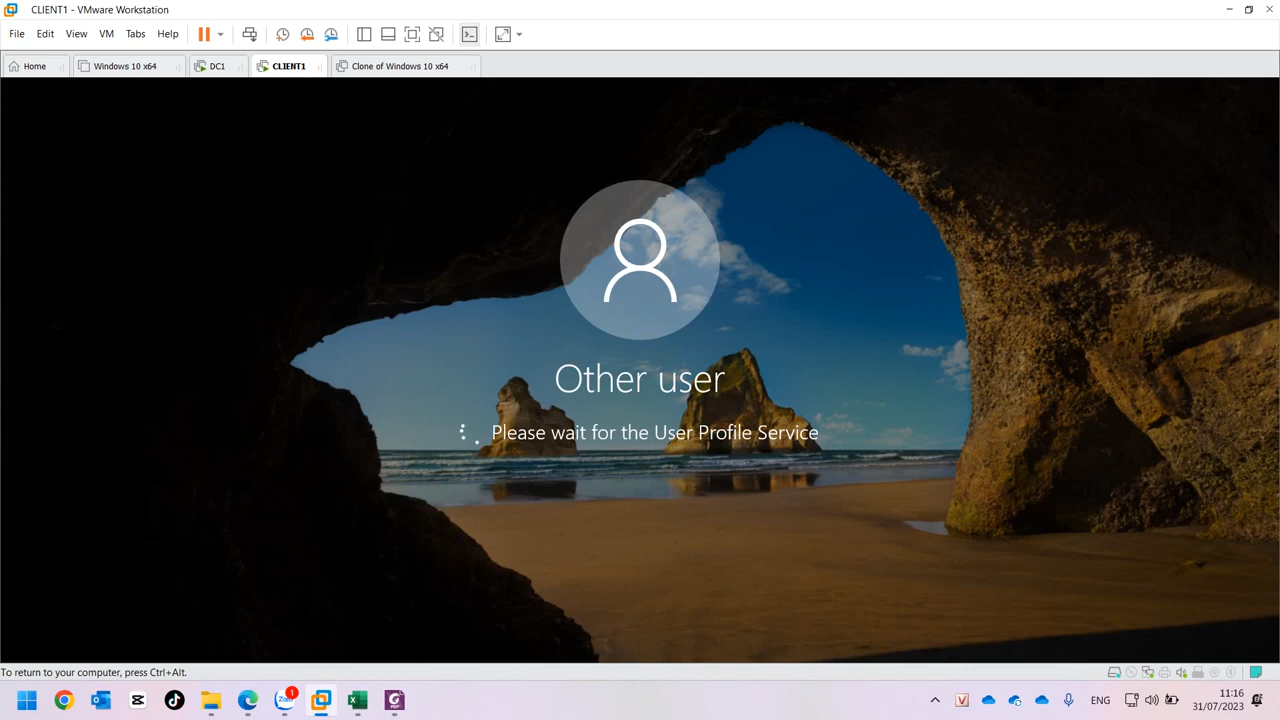 CLIENT1 - VMware Workstation
File Edit View VM Tabs Help
Home Windows 10 x64 DC1 CLIENT1 Clone of Windows 10 x64
Other user
Please wait for the User Profile Service
To return to your computer, press Ctrl+Alt.
Zalo 1
X
PDF
V
ENG
11:16
31/07/2023